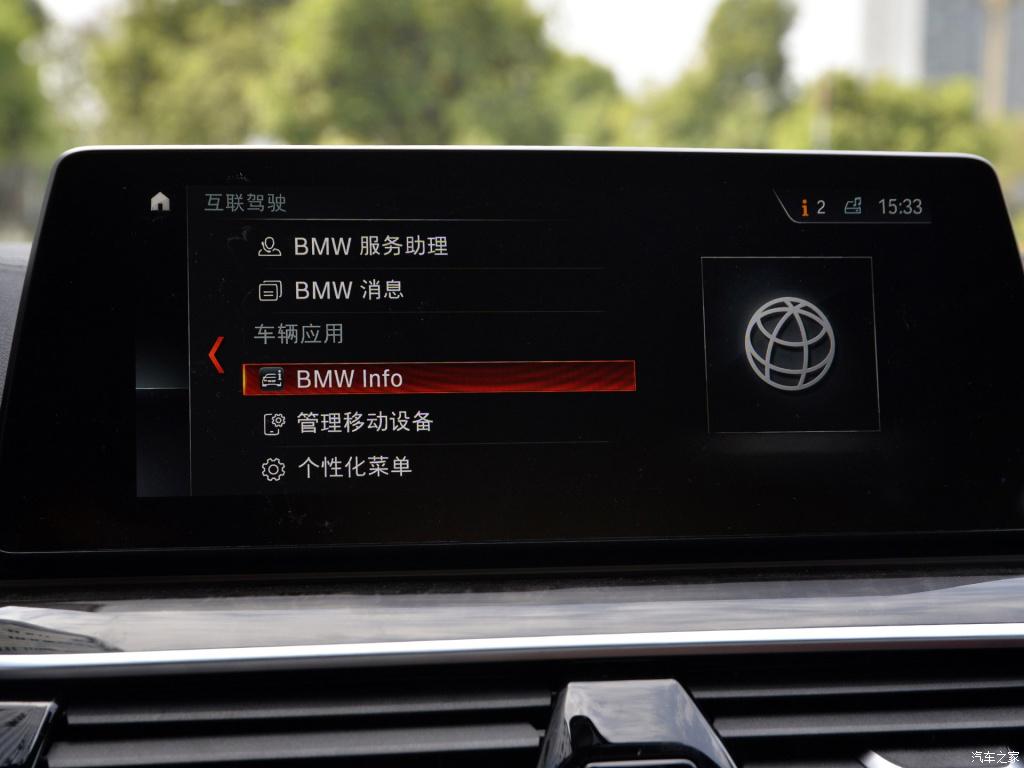 互联驾驶
i 2 15:33
BMW 服务助理
BMW 消息
车辆应用
BMW Info
管理移动设备
个性化菜单
汽车之家